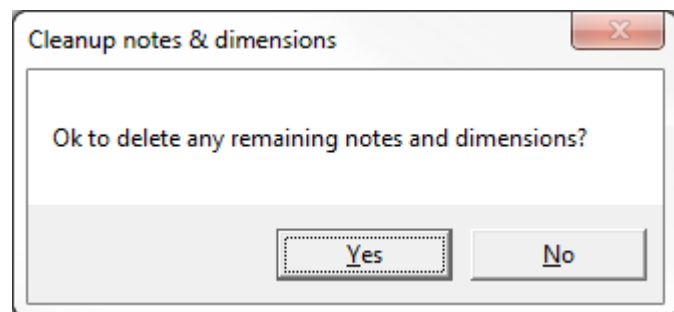 Cleanup notes & dimensions
Ok to delete any remaining notes and dimensions?
Yes
No